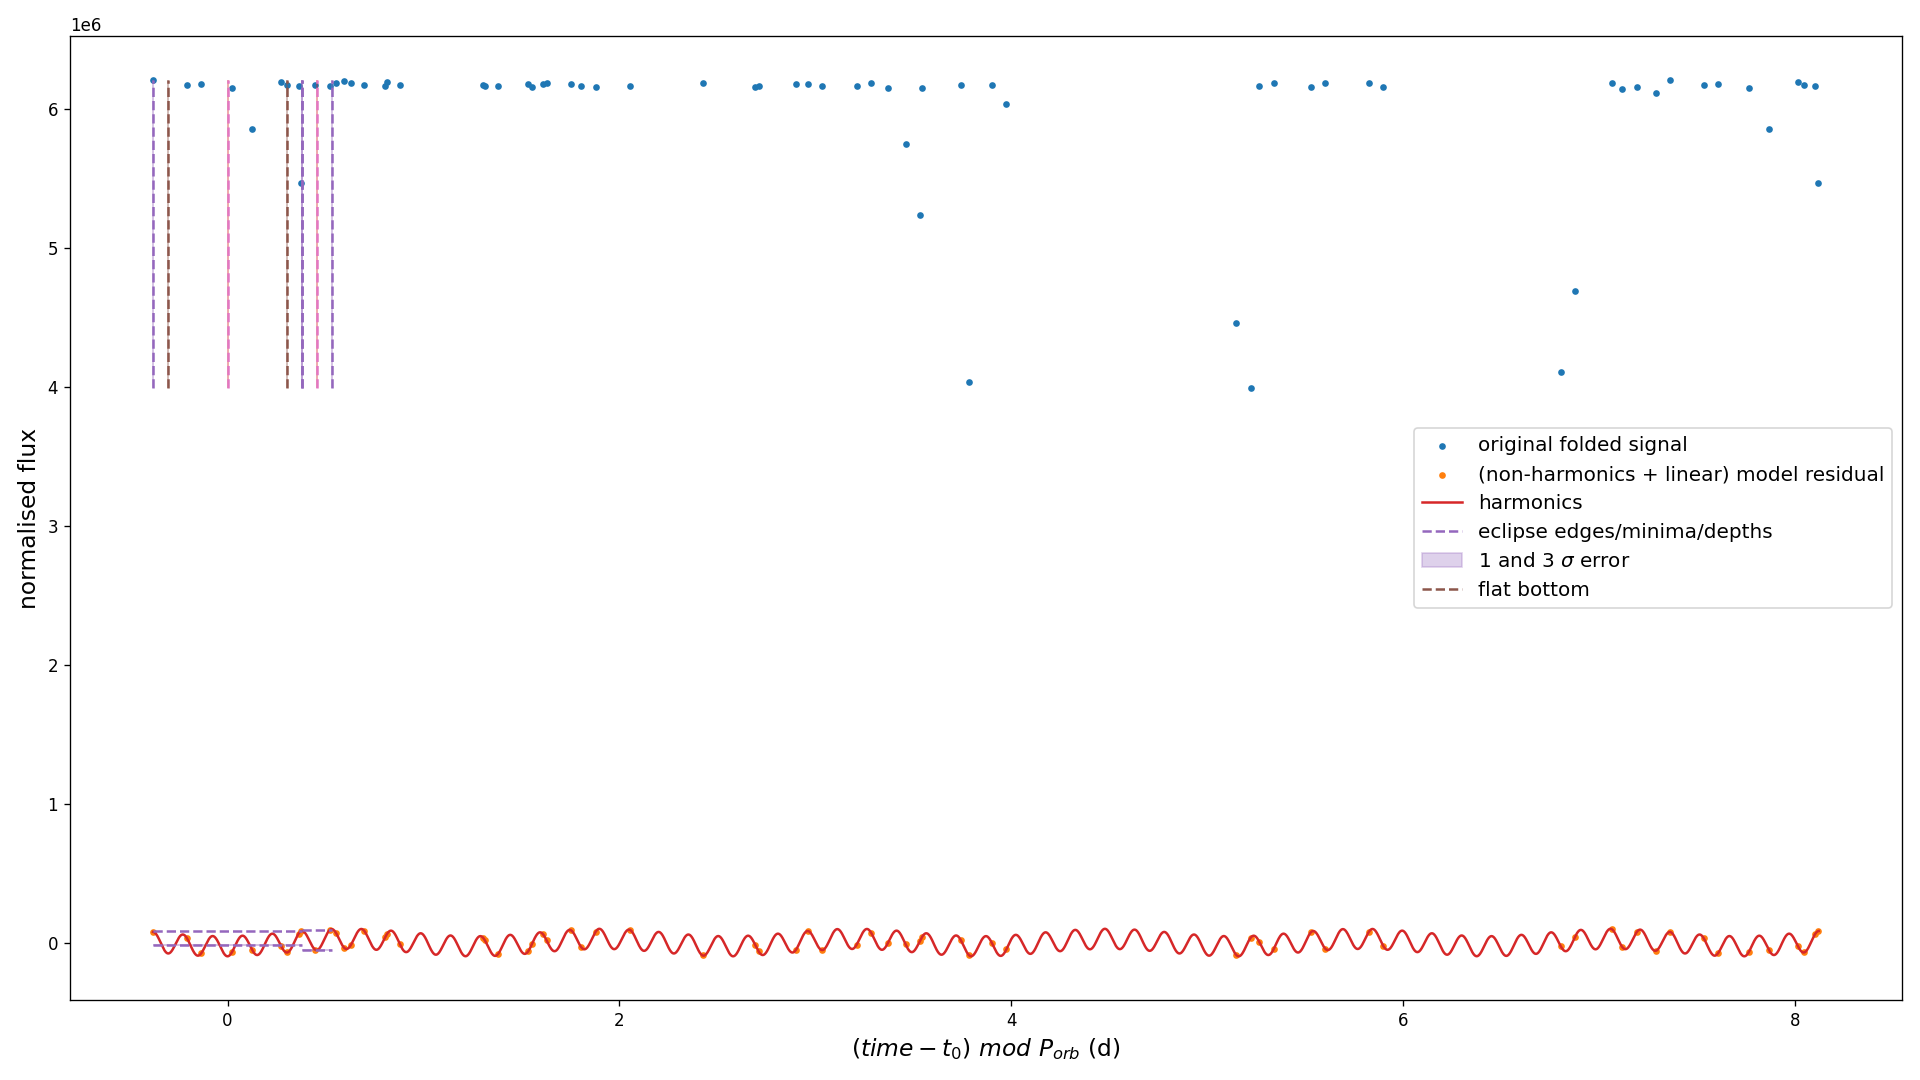 1e6
6
5
4
3
2
1
0
normalised flux
original folded signal
(non-harmonics + linear) model residual
harmonics
eclipse edges/minima/depths
1 and 3 σ error
flat bottom
0 2 4 6 8
(time − t₀) mod Pₒᵣb (d)